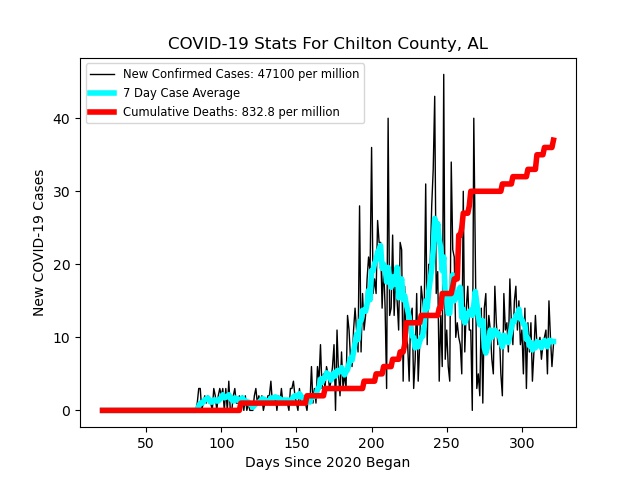 COVID-19 Stats For Chilton County, AL
New Confirmed Cases: 47100 per million
7 Day Case Average
Cumulative Deaths: 832.8 per million
New COVID-19 Cases
40
30
20
10
0
50 100 150 200 250 300
Days Since 2020 Began